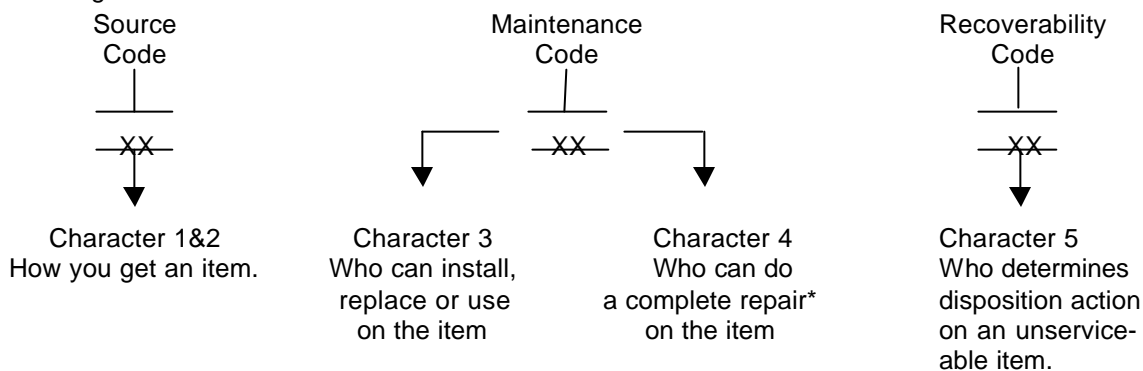 Source
Code
XX
Character 1&2
How you get an item.
Maintenance
Code
XX
Character 3
Who can install,
replace or use
on the item
Character 4
Who can do
a complete repair*
on the item
Recoverability
Code
XX
Character 5
Who determines
disposition action
on an unservice-
able item.